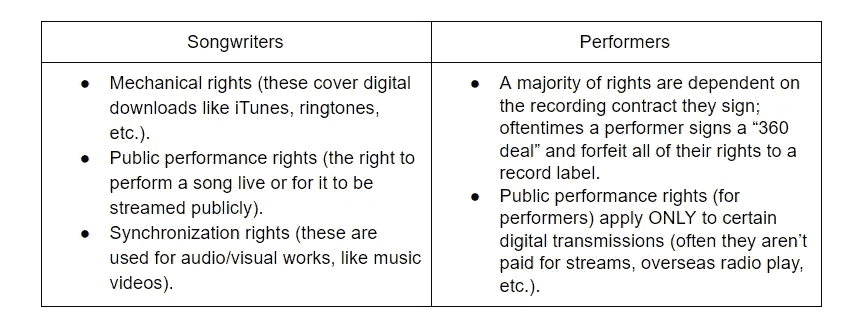 Songwriters
Performers
● Mechanical rights (these cover digital
downloads like iTunes, ringtones,
etc.).
● Public performance rights (the right to
perform a song live or for it to be
streamed publicly).
● Synchronization rights (these are
used for audio/visual works, like music
videos).
● A majority of rights are dependent on
the recording contract they sign;
oftentimes a performer signs a “360
deal” and forfeit all of their rights to a
record label.
● Public performance rights (for
performers) apply ONLY to certain
digital transmissions (often they aren’t
paid for streams, overseas radio play,
etc.).